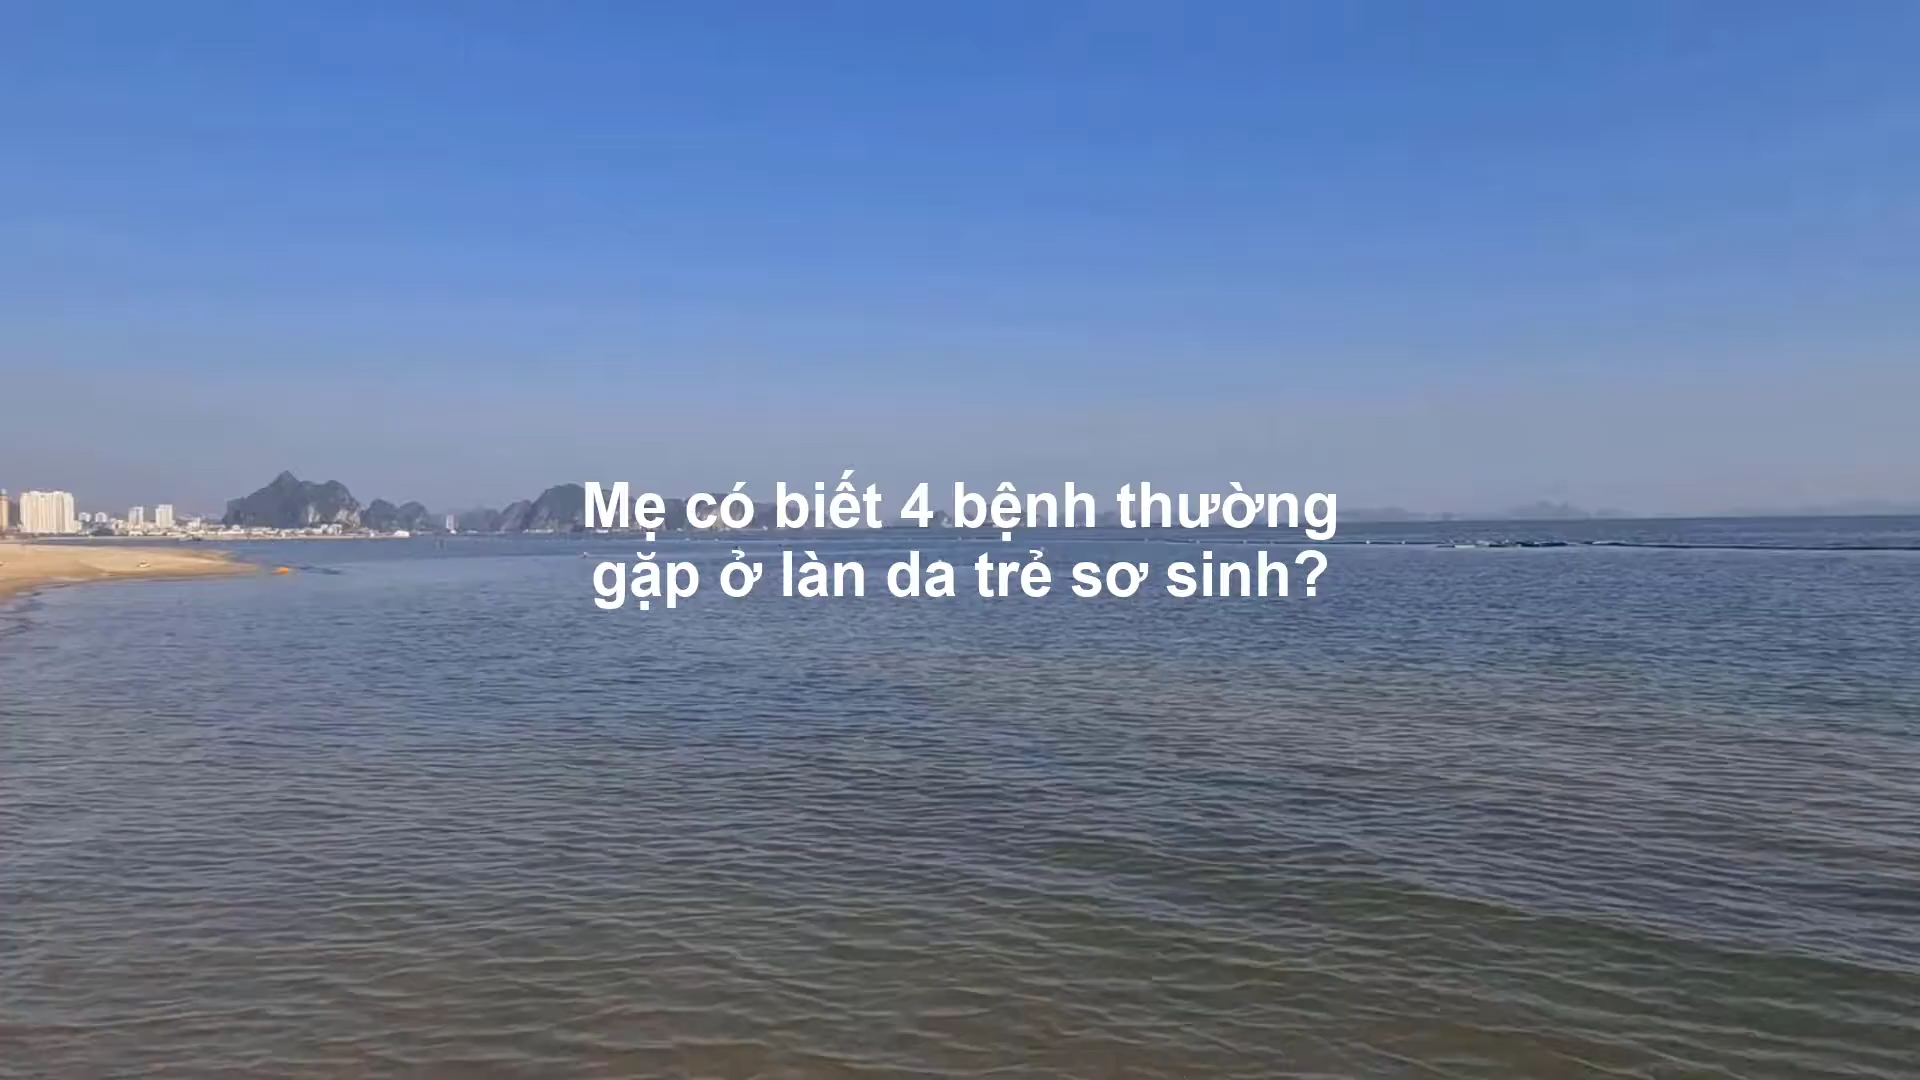 Mẹ có biết 4 bệnh thường
gặp ở làn da trẻ sơ sinh?